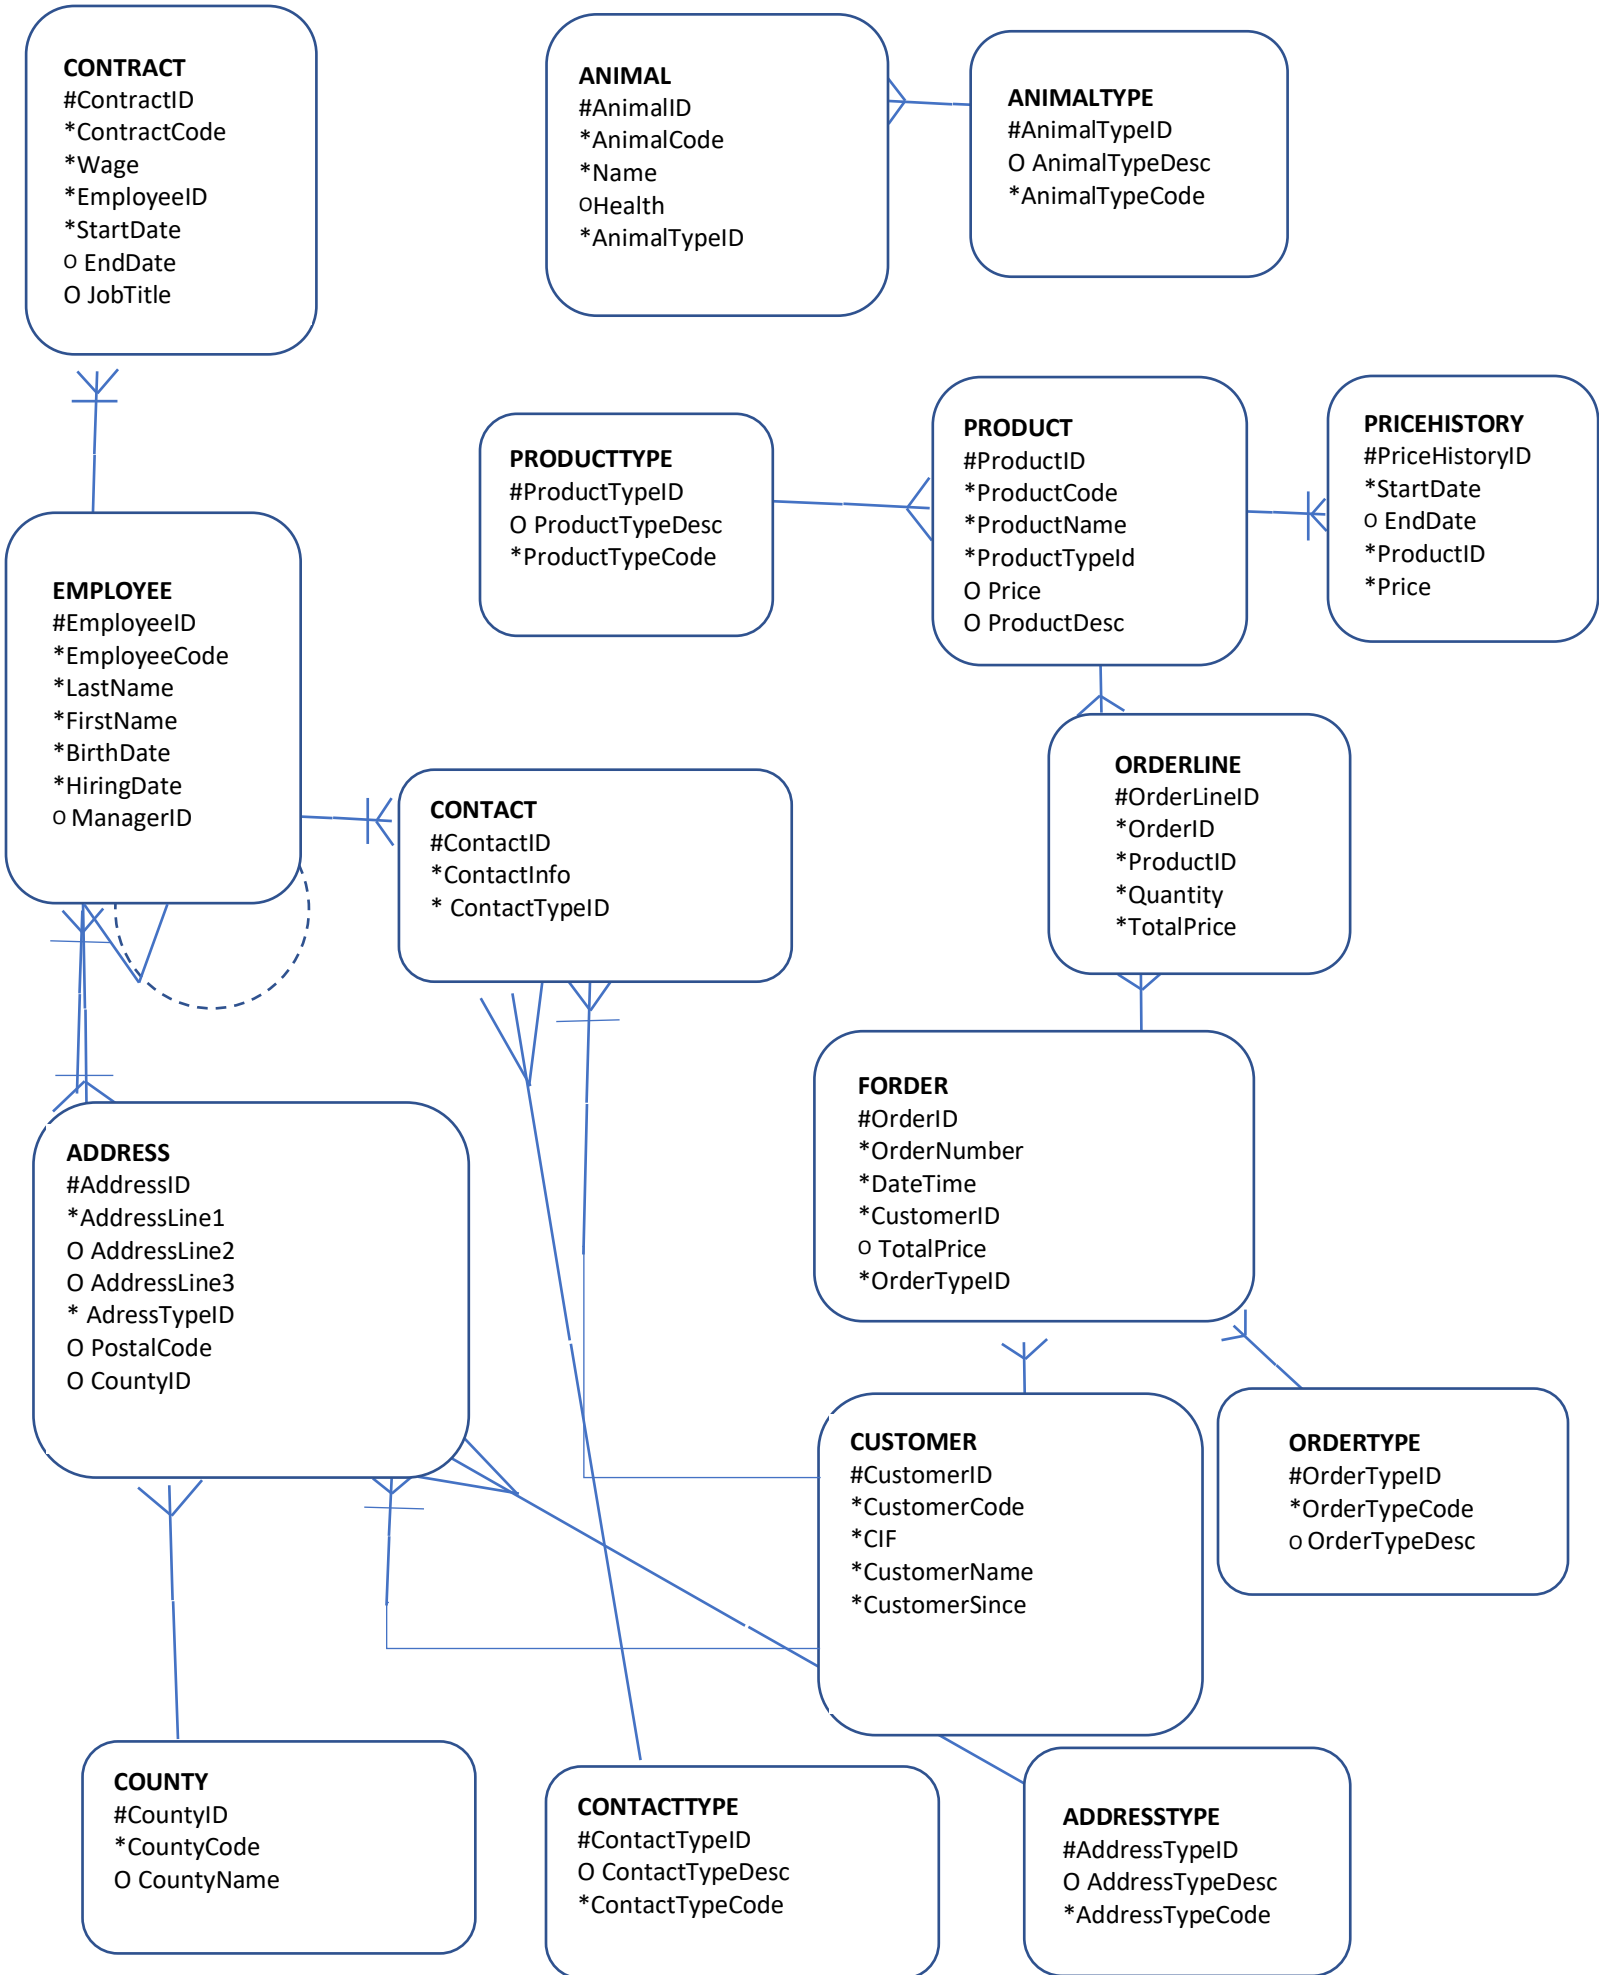 CONTRACT
#ContractID
*ContractCode
*Wage
*EmployeeID
*StartDate
O EndDate
O JobTitle
ANIMAL
#AnimalID
*AnimalCode
*Name
OHealth
*AnimalTypeID
ANIMALTYPE
#AnimalTypeID
O AnimalTypeDesc
*AnimalTypeCode
PRODUCTTYPE
#ProductTypeID
O ProductTypeDesc
*ProductTypeCode
PRODUCT
#ProductID
*ProductCode
*ProductName
*ProductTypeId
O Price
O ProductDesc
PRICEHISTORY
#PriceHistoryID
*StartDate
O EndDate
*ProductID
*Price
EMPLOYEE
#EmployeeID
*EmployeeCode
*LastName
*FirstName
*BirthDate
*HiringDate
O ManagerID
CONTACT
#ContactID
*ContactInfo
* ContactTypeID
ORDERLINE
#OrderLineID
*OrderID
*ProductID
*Quantity
*TotalPrice
FORDER
#OrderID
*OrderNumber
*DateTime
*CustomerID
O TotalPrice
*OrderTypeID
ADDRESS
#AddressID
*AddressLine1
O AddressLine2
O AddressLine3
* AdressTypeID
O PostalCode
O CountyID
CUSTOMER
#CustomerID
*CustomerCode
*CIF
*CustomerName
*CustomerSince
ORDERTYPE
#OrderTypeID
*OrderTypeCode
O OrderTypeDesc
COUNTY
#CountyID
*CountyCode
O CountyName
CONTACTTYPE
#ContactTypeID
O ContactTypeDesc
*ContactTypeCode
ADDRESSTYPE
#AddressTypeID
O AddressTypeDesc
*AddressTypeCode